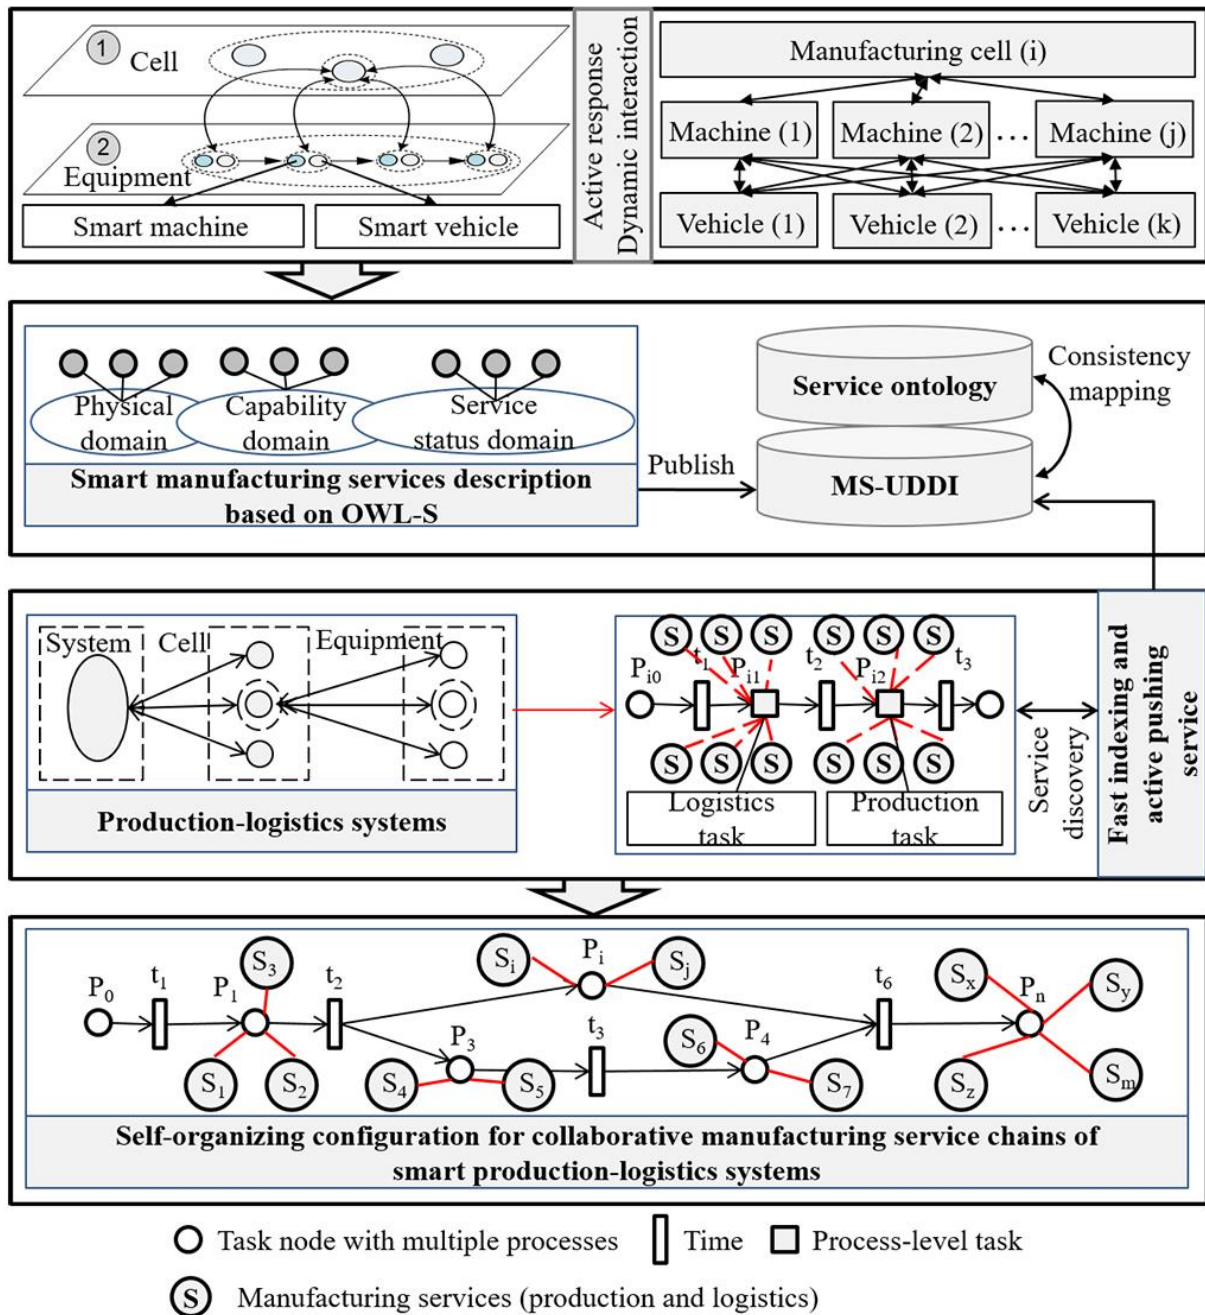 1
Cell
2
Equipment
Smart machine
Smart vehicle
Active response
Dynamic interaction
Manufacturing cell (i)
Machine (1)
Machine (2)
...
Machine (j)
Vehicle (1)
Vehicle (2)
...
Vehicle (k)
Physical
domain
Capability
domain
Service
status domain
Smart manufacturing services description
based on OWL-S
Publish
Service ontology
MS-UDDI
Consistency
mapping
System
Cell
Equipment
Production-logistics systems
S S S S S S
P_i0 t_1 P_i1 t_2 P_i2 t_3
S S S S S S
Logistics
task
Production
task
Service
discovery
Fast indexing and
active pushing
service
P_0 t_1 P_1 S_3 t_2 S_i P_i S_j t_6 S_x P_n S_y
S_1 S_2 S_4 P_3 S_5 t_3 S_6 P_4 S_7 S_z S_m
Self-organizing configuration for collaborative manufacturing service chains of
smart production-logistics systems
Task node with multiple processes
Time
Process-level task
S Manufacturing services (production and logistics)